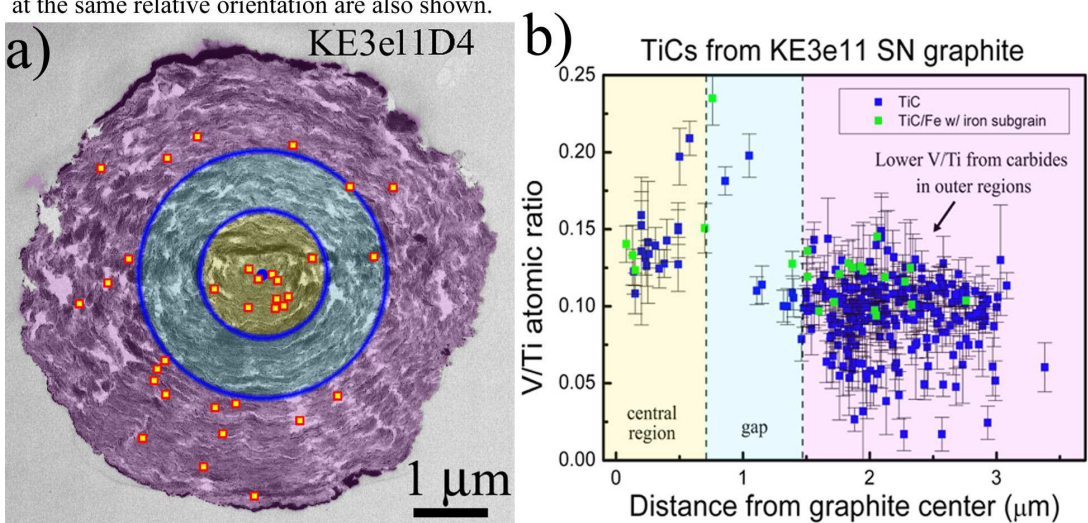 at the same relative orientation are also shown.
a)
KE3e11D4
1 μm
b)
TiCs from KE3e11 SN graphite
V/Ti atomic ratio
0.25
0.20
0.15
0.10
0.05
0.00
TiC
TiC/Fe w/ iron subgrain
Lower V/Ti from carbides
in outer regions
central
region
gap
0
1
2
3
Distance from graphite center (μm)